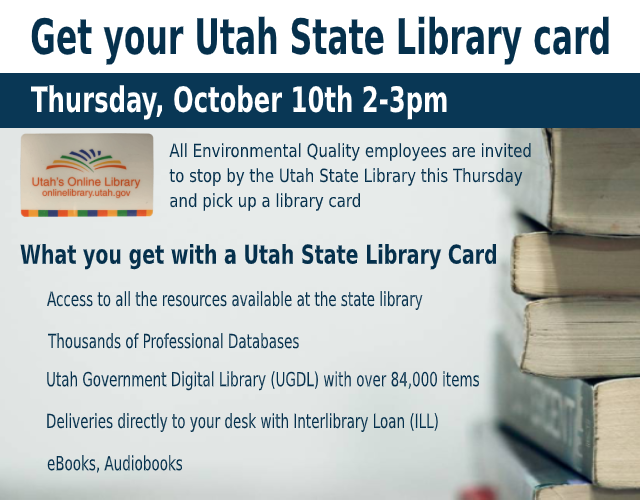 Get your Utah State Library card
Thursday, October 10th 2-3pm
Utah's Online Library
onlinelibrary.utah.gov
All Environmental Quality employees are invited
to stop by the Utah State Library this Thursday
and pick up a library card
What you get with a Utah State Library Card
Access to all the resources available at the state library
Thousands of Professional Databases
Utah Government Digital Library (UGDL) with over 84,000 items
Deliveries directly to your desk with Interlibrary Loan (ILL)
eBooks, Audiobooks